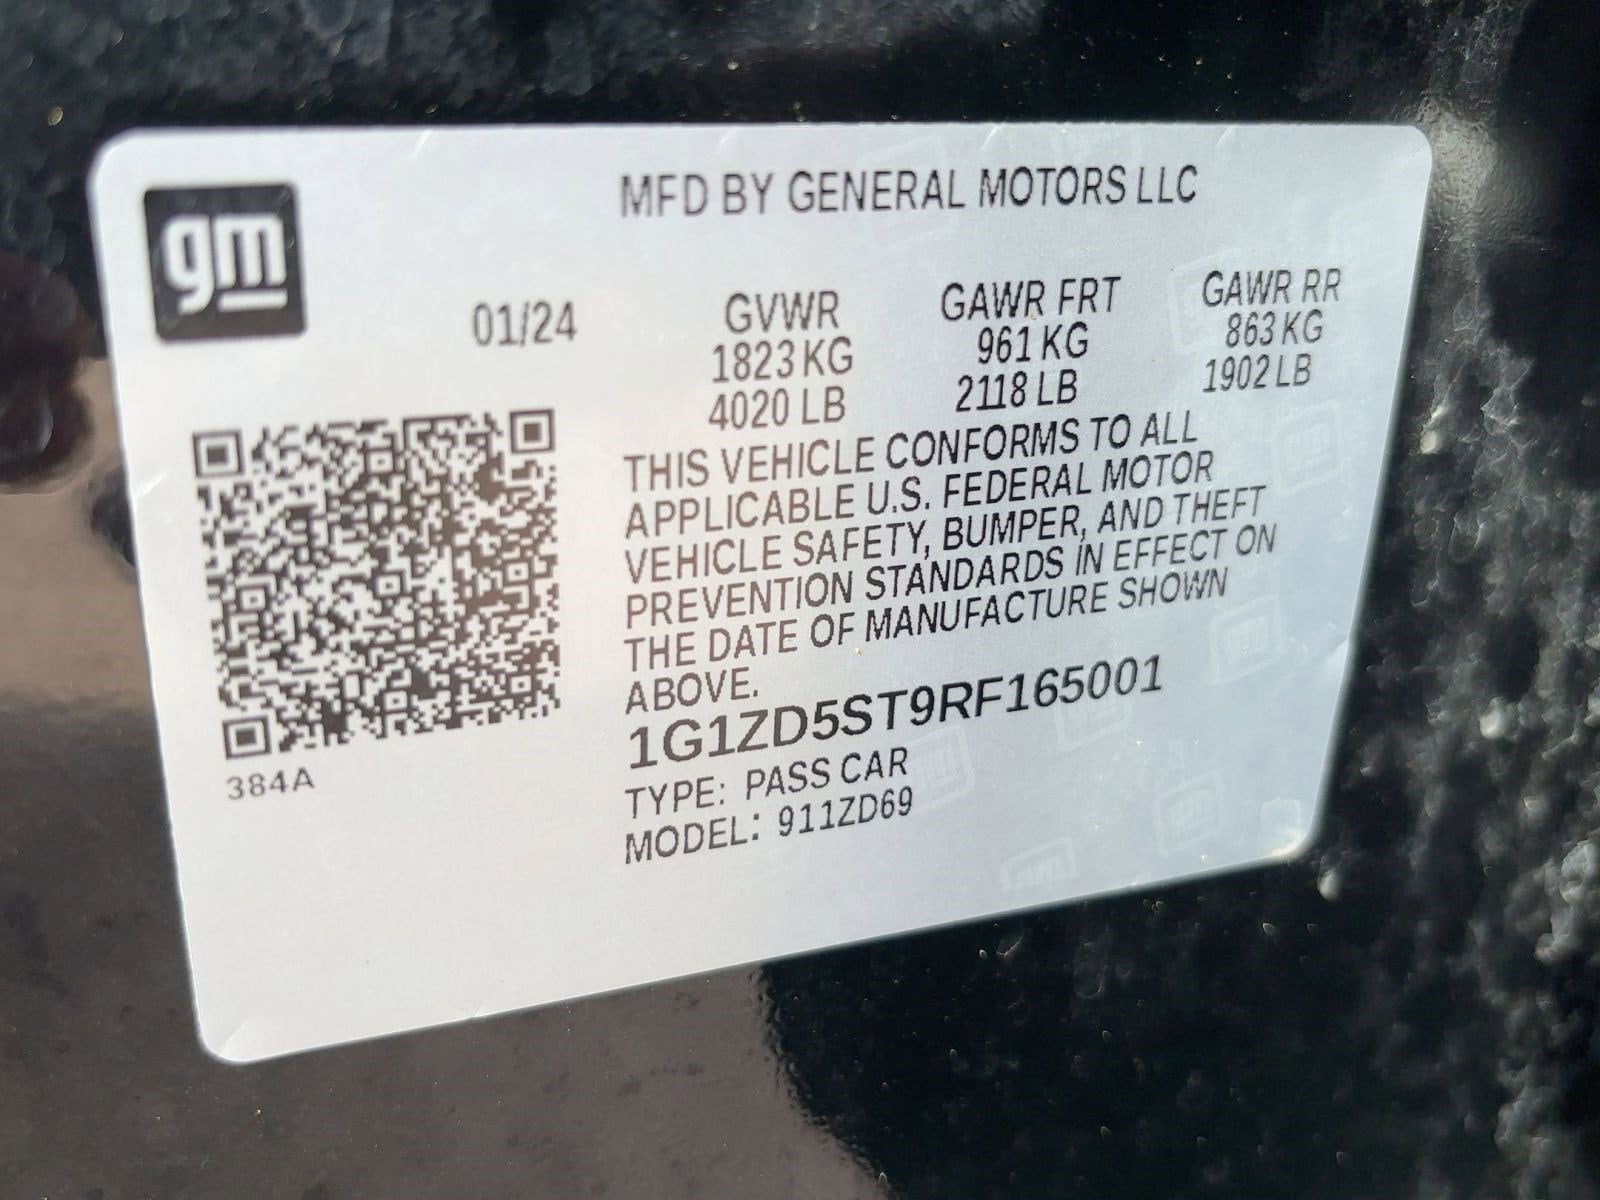 gm
MFD BY GENERAL MOTORS LLC
01/24
GVWR
1823 KG
4020 LB
GAWR FRT
961 KG
2118 LB
GAWR RR
863 KG
1902 LB
THIS VEHICLE CONFORMS TO ALL
APPLICABLE U.S. FEDERAL MOTOR
VEHICLE SAFETY, BUMPER, AND THEFT
PREVENTION STANDARDS IN EFFECT ON
THE DATE OF MANUFACTURE SHOWN
ABOVE.
1G1ZD5ST9RF165001
TYPE: PASS CAR
MODEL: 911ZD69
384A